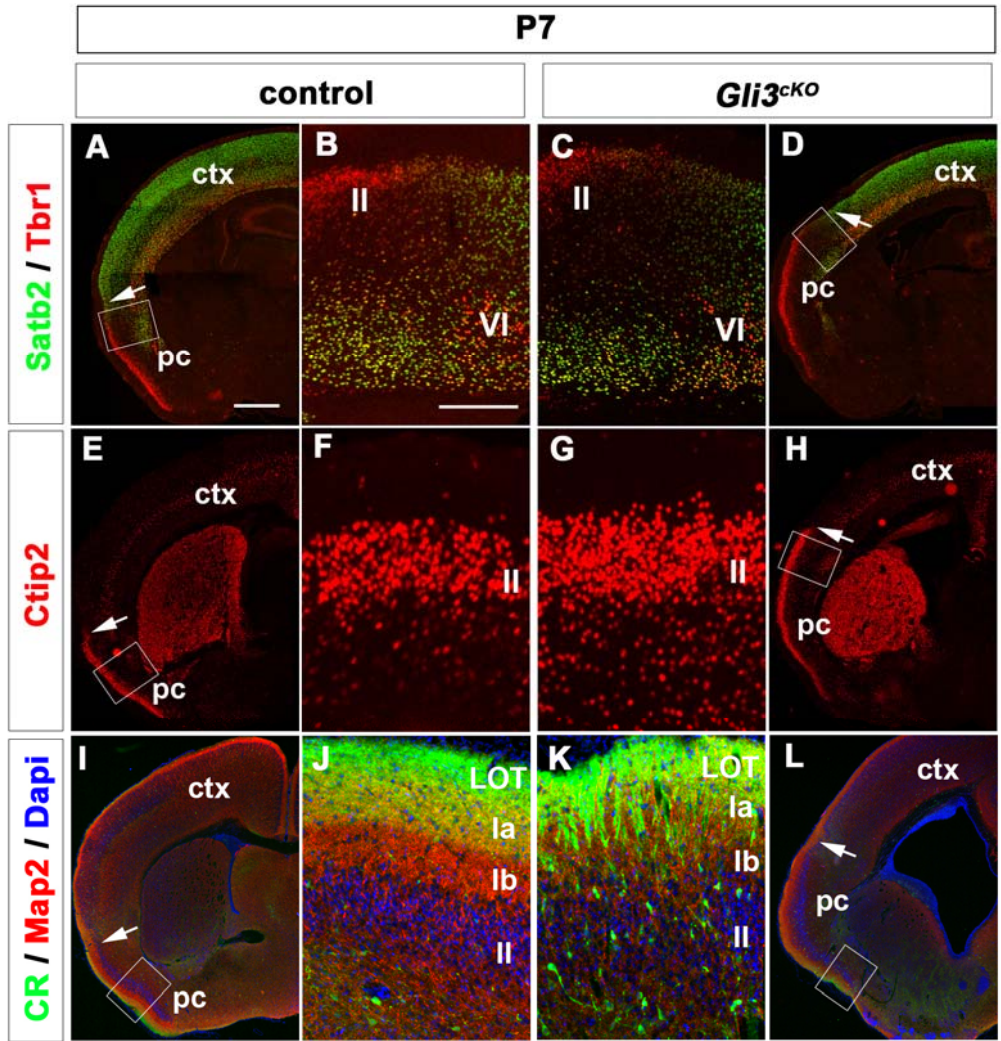 P7
control
Gli3cKO
Satb2 / Tbr1
A
ctx
pc
B
II
VI
C
II
VI
D
ctx
pc
Ctip2
E
ctx
pc
F
II
G
II
H
ctx
pc
CR / Map2 / Dapi
I
ctx
pc
J
LOT
Ia
Ib
II
K
LOT
Ia
Ib
II
L
ctx
pc